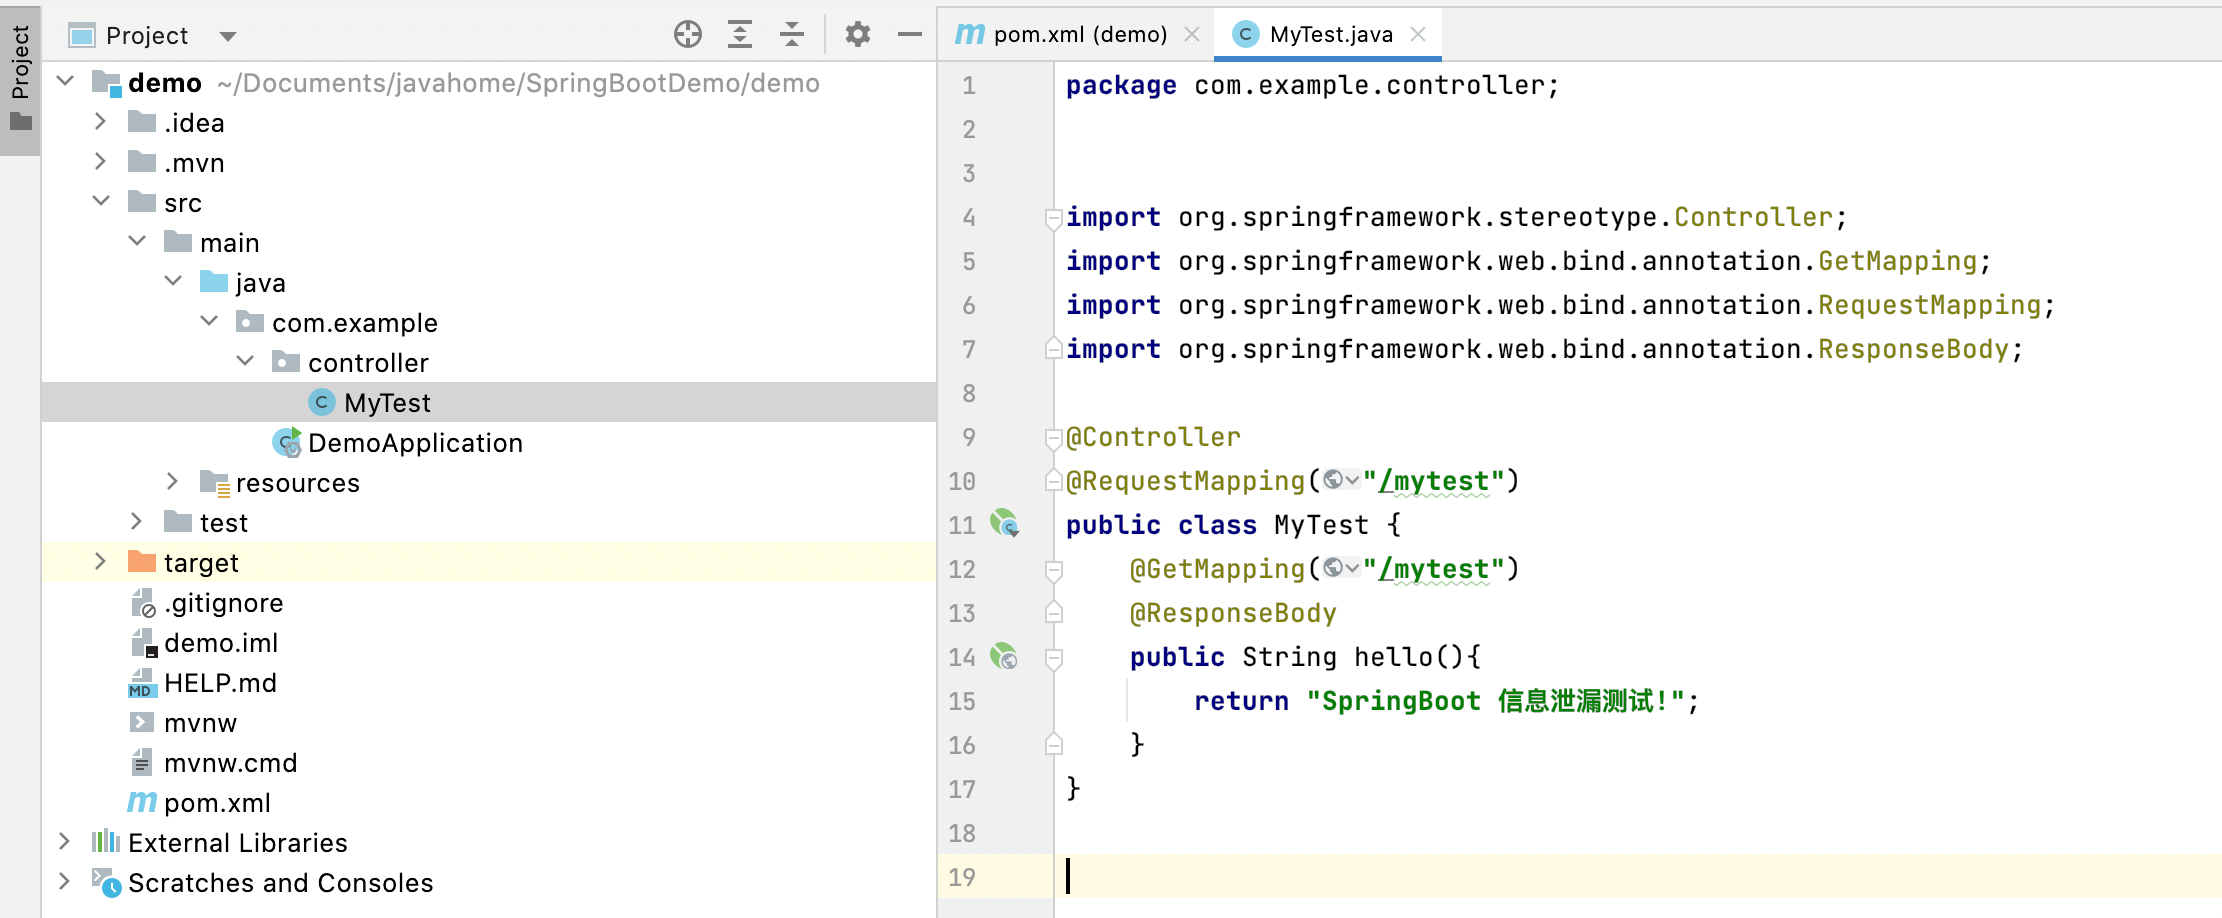 Project
Project
demo ~/Documents/javahome/SpringBootDemo/demo
.idea
.mvn
src
main
java
com.example
controller
MyTest
DemoApplication
resources
test
target
.gitignore
demo.iml
MD HELP.md
mvnw
mvnw.cmd
m pom.xml
External Libraries
Scratches and Consoles
m pom.xml (demo)
C MyTest.java
1 package com.example.controller;
2
3
4 import org.springframework.stereotype.Controller;
5 import org.springframework.web.bind.annotation.GetMapping;
6 import org.springframework.web.bind.annotation.RequestMapping;
7 import org.springframework.web.bind.annotation.ResponseBody;
8
9 @Controller
10 @RequestMapping("/mytest")
11 public class MyTest {
12 @GetMapping("/mytest")
13 @ResponseBody
14 public String hello(){
15 return "SpringBoot 信息泄漏测试!";
16 }
17 }
18
19